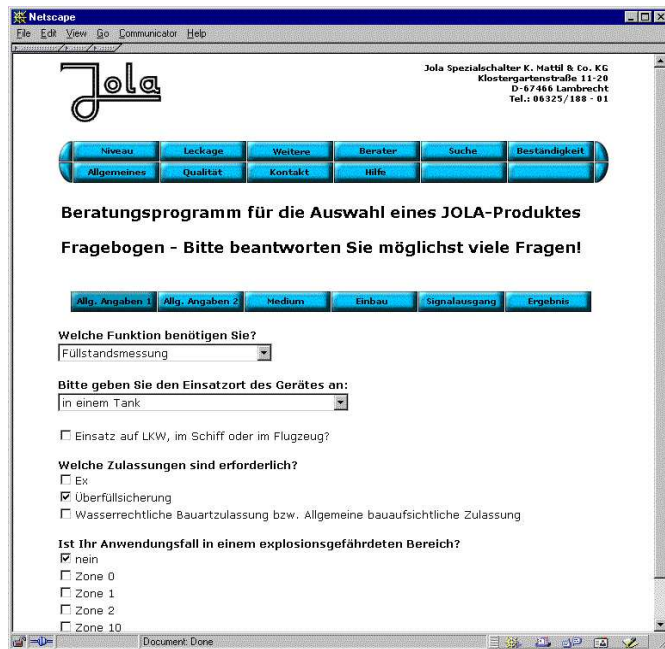 Netscape
File Edit View Go Communicator Help
Jola
Jola Spezialschalter K. Mattil & Co. KG
Klostergartenstraße 11-20
D-67466 Lambrecht
Tel.: 06325/188 - 01
Niveau Leckage Weitere Berater Suche Beständigkeit
Allgemeines Qualität Kontakt Hilfe
Beratungsprogramm für die Auswahl eines JOLA-Produktes
Fragebogen - Bitte beantworten Sie möglichst viele Fragen!
Allg. Angaben 1 Allg. Angaben 2 Medium Einbau Signalausgang Ergebnis
Welche Funktion benötigen Sie?
Füllstandsmessung
Bitte geben Sie den Einsatzort des Gerätes an:
in einem Tank
Einsatz auf LKW, im Schiff oder im Flugzeug?
Welche Zulassungen sind erforderlich?
Ex
Überfüllsicherung
Wasserrechtliche Bauartzulassung bzw. Allgemeine bauaufsichtliche Zulassung
Ist Ihr Anwendungsfall in einem explosionsgefährdeten Bereich?
nein
Zone 0
Zone 1
Zone 2
Zone 10
Document: Done